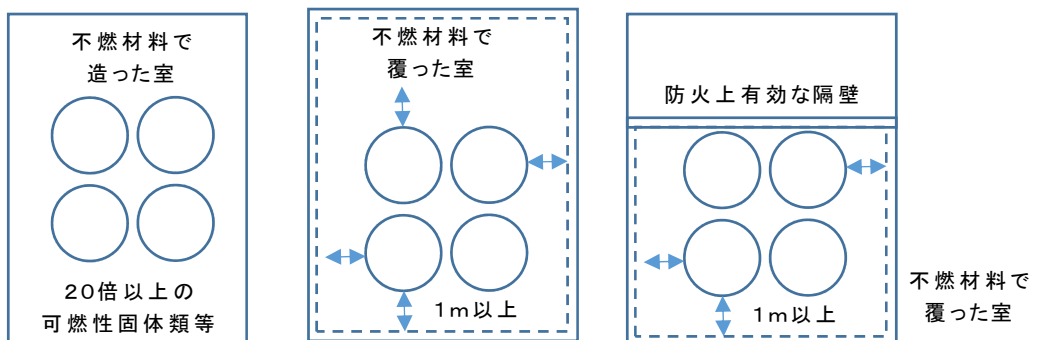 不燃材料で
造った室
20倍以上の
可燃性固体類等
不燃材料で
覆った室
1m以上
防火上有効な隔壁
1m以上
不燃材料で
覆った室